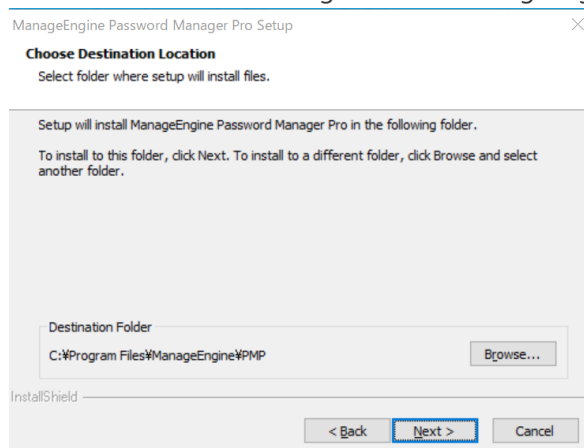 ManageEngine Password Manager Pro Setup
Choose Destination Location
Select folder where setup will install files.
Setup will install ManageEngine Password Manager Pro in the following folder.
To install to this folder, click Next. To install to a different folder, click Browse and select
another folder.
Destination Folder
C:¥Program Files¥ManageEngine¥PMP
Browse...
InstallShield
< Back
Next >
Cancel